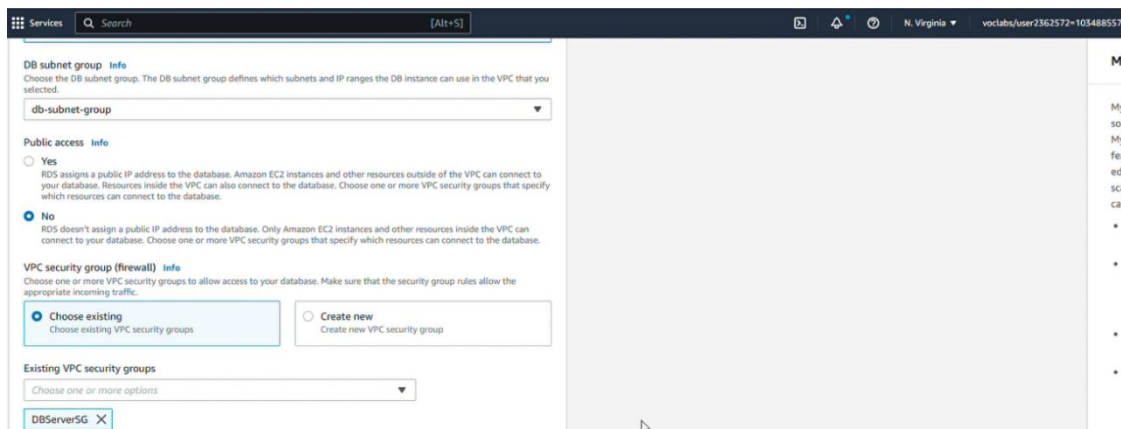 Services
Search
[Alt+S]
N. Virginia
voclabs/user2362572=103488557
DB subnet group Info
Choose the DB subnet group. The DB subnet group defines which subnets and IP ranges the DB instance can use in the VPC that you
selected.
db-subnet-group
Public access Info
Yes
RDS assigns a public IP address to the database. Amazon EC2 instances and other resources outside of the VPC can connect to
your database. Resources inside the VPC can also connect to the database. Choose one or more VPC security groups that specify
which resources can connect to the database.
No
RDS doesn't assign a public IP address to the database. Only Amazon EC2 instances and other resources inside the VPC can
connect to your database. Choose one or more VPC security groups that specify which resources can connect to the database.
VPC security group (firewall) Info
Choose one or more VPC security groups to allow access to your database. Make sure that the security group rules allow the
appropriate incoming traffic.
Choose existing
Choose existing VPC security groups
Create new
Create new VPC security group
Existing VPC security groups
Choose one or more options
DBServerSG
M
My
so
My
fe
ed
sc
ca